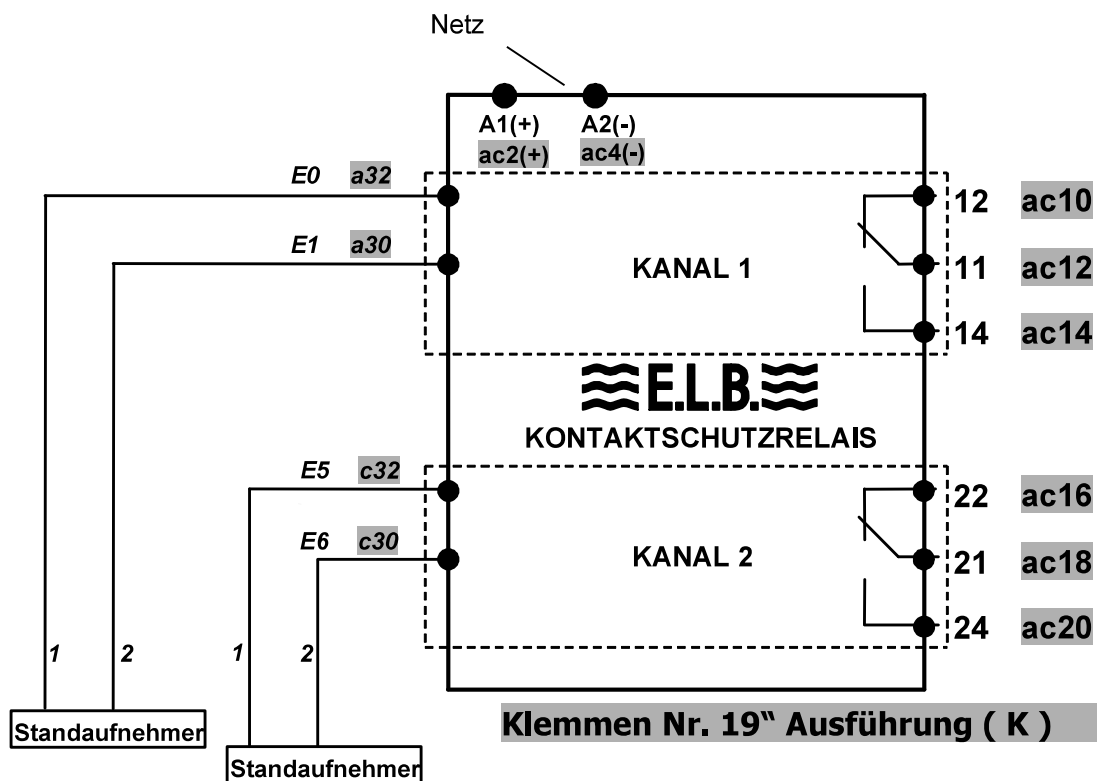 Netz
A1(+) A2(-)
ac2(+) ac4(-)
E0 a32
12 ac10
E1 a30
KANAL 1
11 ac12
14 ac14
E.L.B.
KONTAKTSCHUTZRELAIS
E5 c32
22 ac16
E6 c30
KANAL 2
21 ac18
24 ac20
1 2 1 2
Standaufnehmer
Klemmen Nr. 19“ Ausführung ( K )
Standaufnehmer